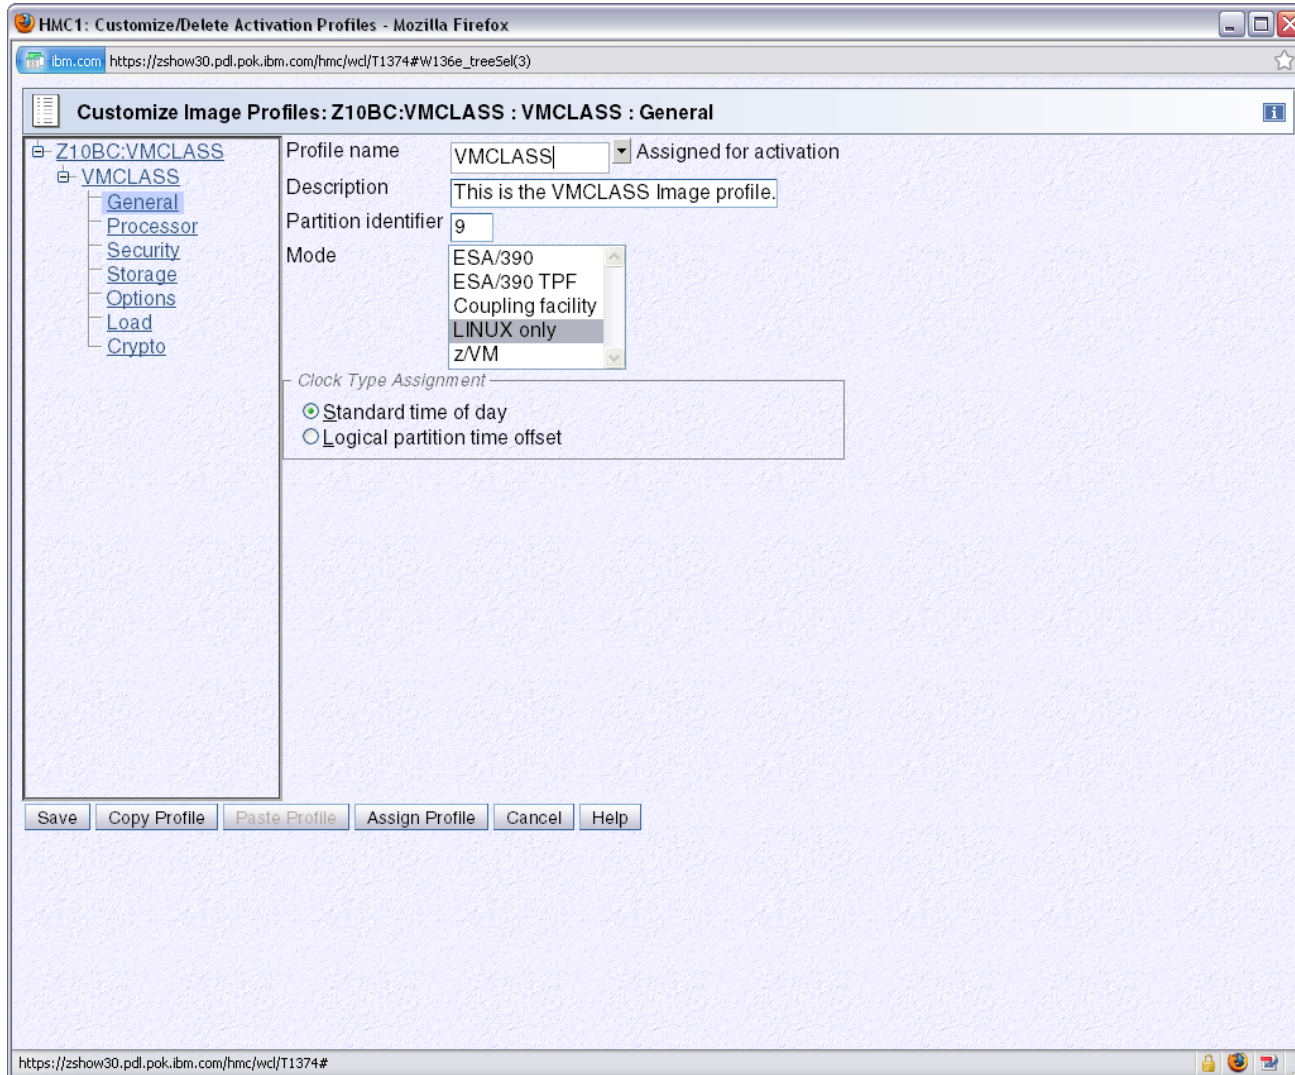 HMC1: Customize/Delete Activation Profiles - Mozilla Firefox
ibm.com https://zshow30.pdl.pok.ibm.com/hmc/wcl/T1374#W136e_treeSel(3)
Customize Image Profiles: Z10BC:VMCLASS : VMCLASS : General
i
Z10BC:VMCLASS
VMCLASS
General
Processor
Security
Storage
Options
Load
Crypto
Profile name VMCLASS Assigned for activation
Description This is the VMCLASS Image profile.
Partition identifier 9
Mode
ESA/390
ESA/390 TPF
Coupling facility
LINUX only
z/VM
Clock Type Assignment
Standard time of day
Logical partition time offset
Save Copy Profile Paste Profile Assign Profile Cancel Help
https://zshow30.pdl.pok.ibm.com/hmc/wcl/T1374#